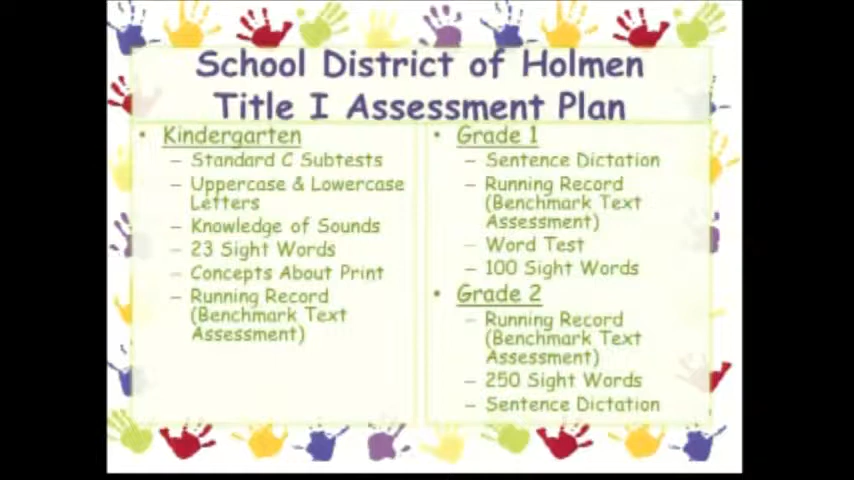 School District of Holmen
Title I Assessment Plan
• Kindergarten
– Standard C Subtests
– Uppercase & Lowercase
Letters
– Knowledge of Sounds
– 23 Sight Words
– Concepts About Print
– Running Record
(Benchmark Text
Assessment)
• Grade 1
– Sentence Dictation
– Running Record
(Benchmark Text
Assessment)
– Word Test
– 100 Sight Words
• Grade 2
– Running Record
(Benchmark Text
Assessment)
– 250 Sight Words
– Sentence Dictation